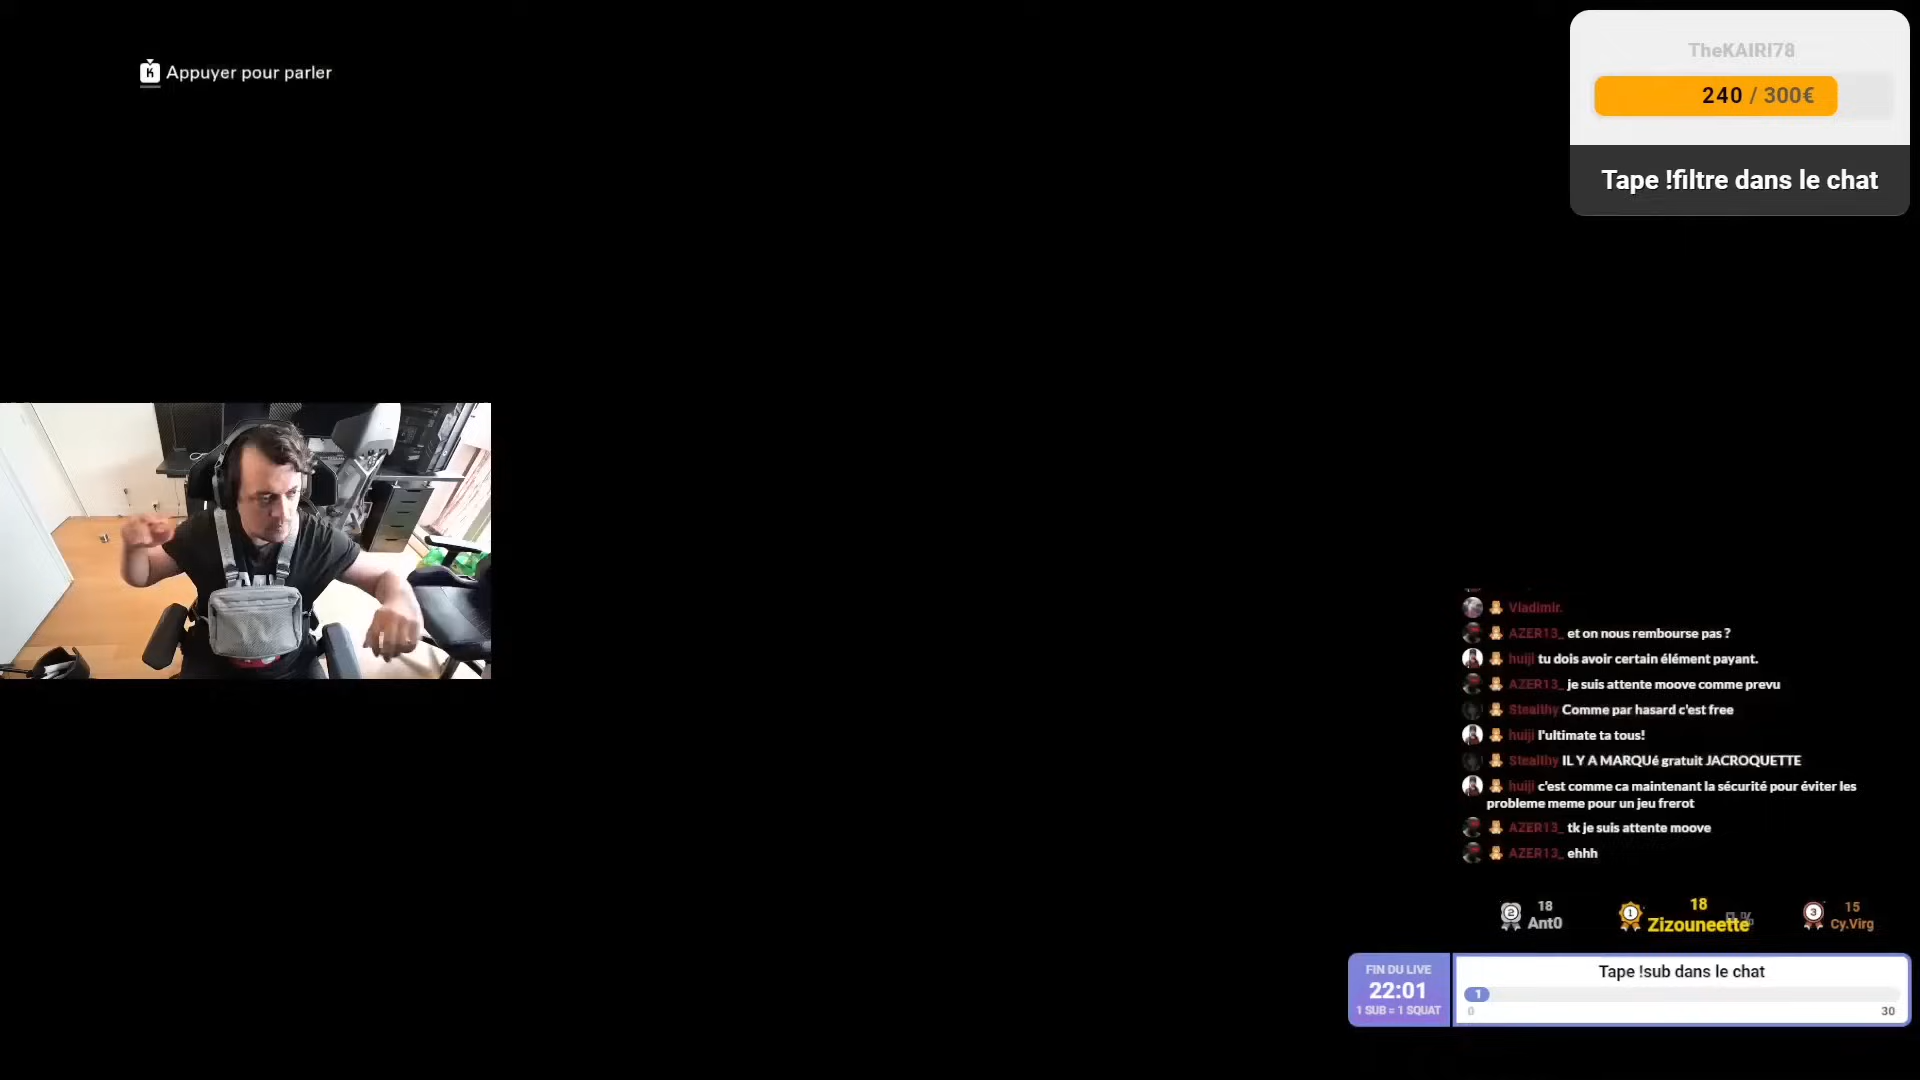 K Appuyer pour parler
TheKAIRI78
240 / 300€
Tape !filtre dans le chat
Vladimir.
AZER13_ et on nous rembourse pas ?
huiji tu dois avoir certain élément payant.
AZER13_ je suis attente moove comme prevu
Stealthy Comme par hasard c'est free
huiji l'ultimate ta tous!
Stealthy IL Y A MARQUé gratuit JACROQUETTE
huiji c'est comme ca maintenant la sécurité pour éviter les
probleme meme pour un jeu frerot
AZER13_ tk je suis attente moove
AZER13_ ehhh
2 18 Ant0
1 18 Zizouneette
3 15 Cy.Virg
FIN DU LIVE
22:01
1 SUB = 1 SQUAT
Tape !sub dans le chat
1
0 30